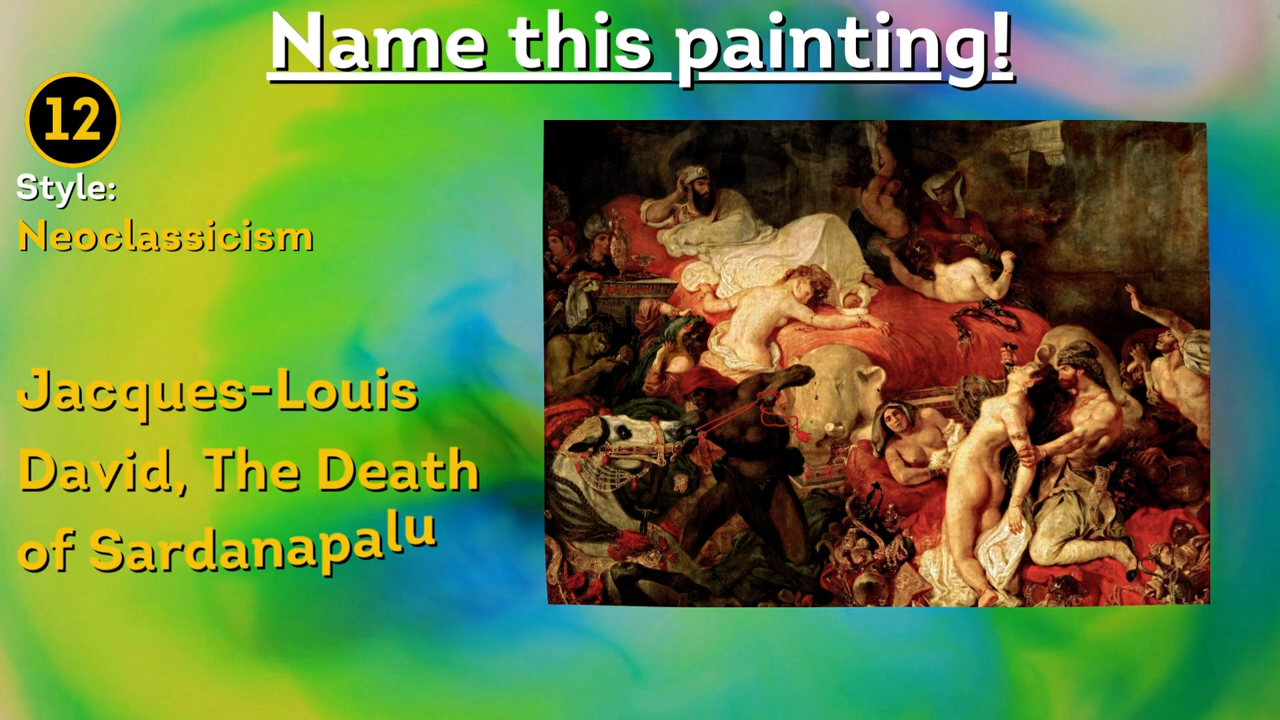 Name this painting!
12
Style:
Neoclassicism
Jacques-Louis
David, The Death
of Sardanapalu